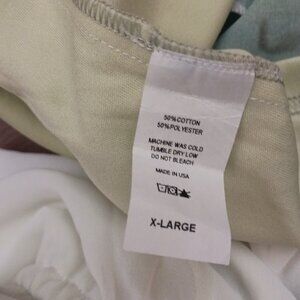 50%COTTON
50%POLYESTER
MACHINE WAS COLD
TUMBLE DRY LOW
DO NOT BLEACH
MADE IN USA
X-LARGE